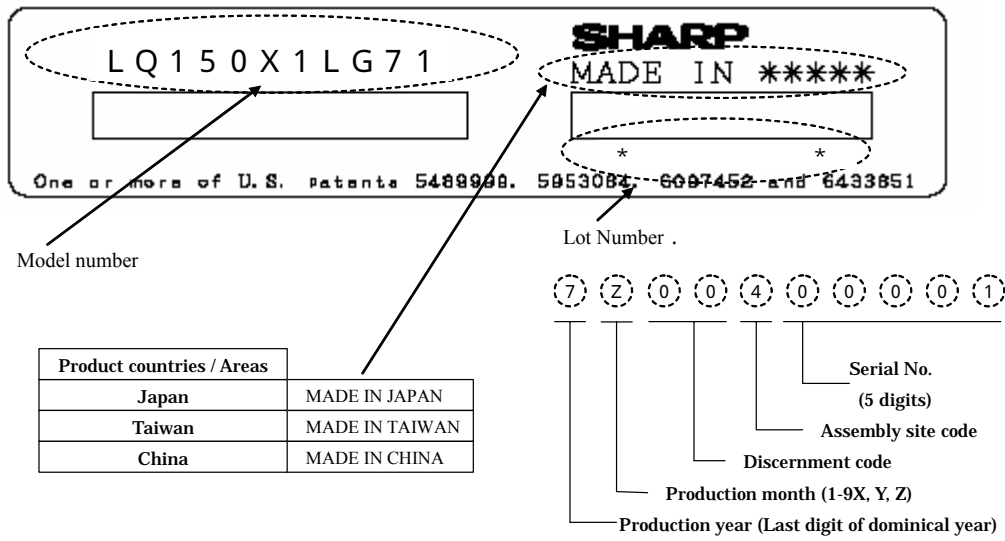 SHARP
LQ150X1LG71
MADE IN *****
* *
One or more of U.S. Patents 5489999. 5953084. 6097452 and 6433851
Lot Number .
Model number
7 Z 0 0 4 0 0 0 0 1
Product countries / Areas
Japan MADE IN JAPAN
Taiwan MADE IN TAIWAN
China MADE IN CHINA
Serial No.
(5 digits)
Assembly site code
Discernment code
Production month (1-9X, Y, Z)
Production year (Last digit of dominical year)